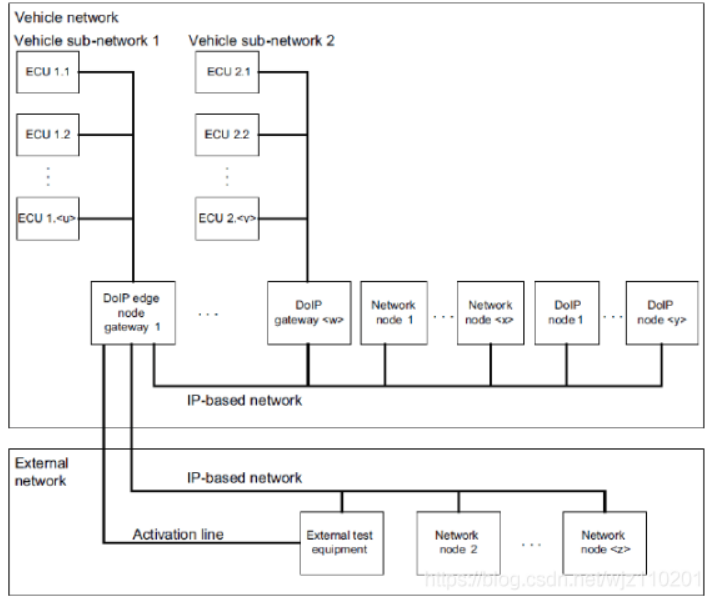 Vehicle network
Vehicle sub-network 1
Vehicle sub-network 2
ECU 1.1
ECU 2.1
ECU 1.2
ECU 2.2
ECU 1.<u>
ECU 2.<v>
DoIP edge
node
gateway 1
. . .
DoIP
gateway <w>
Network
node 1
. . .
Network
node <x>
DoIP
node 1
. . .
DoIP
node <y>
IP-based network
External
network
IP-based network
Activation line
External test
equipment
Network
node 2
. . .
Network
node <z>
https://blog.csdn.net/wjz110201